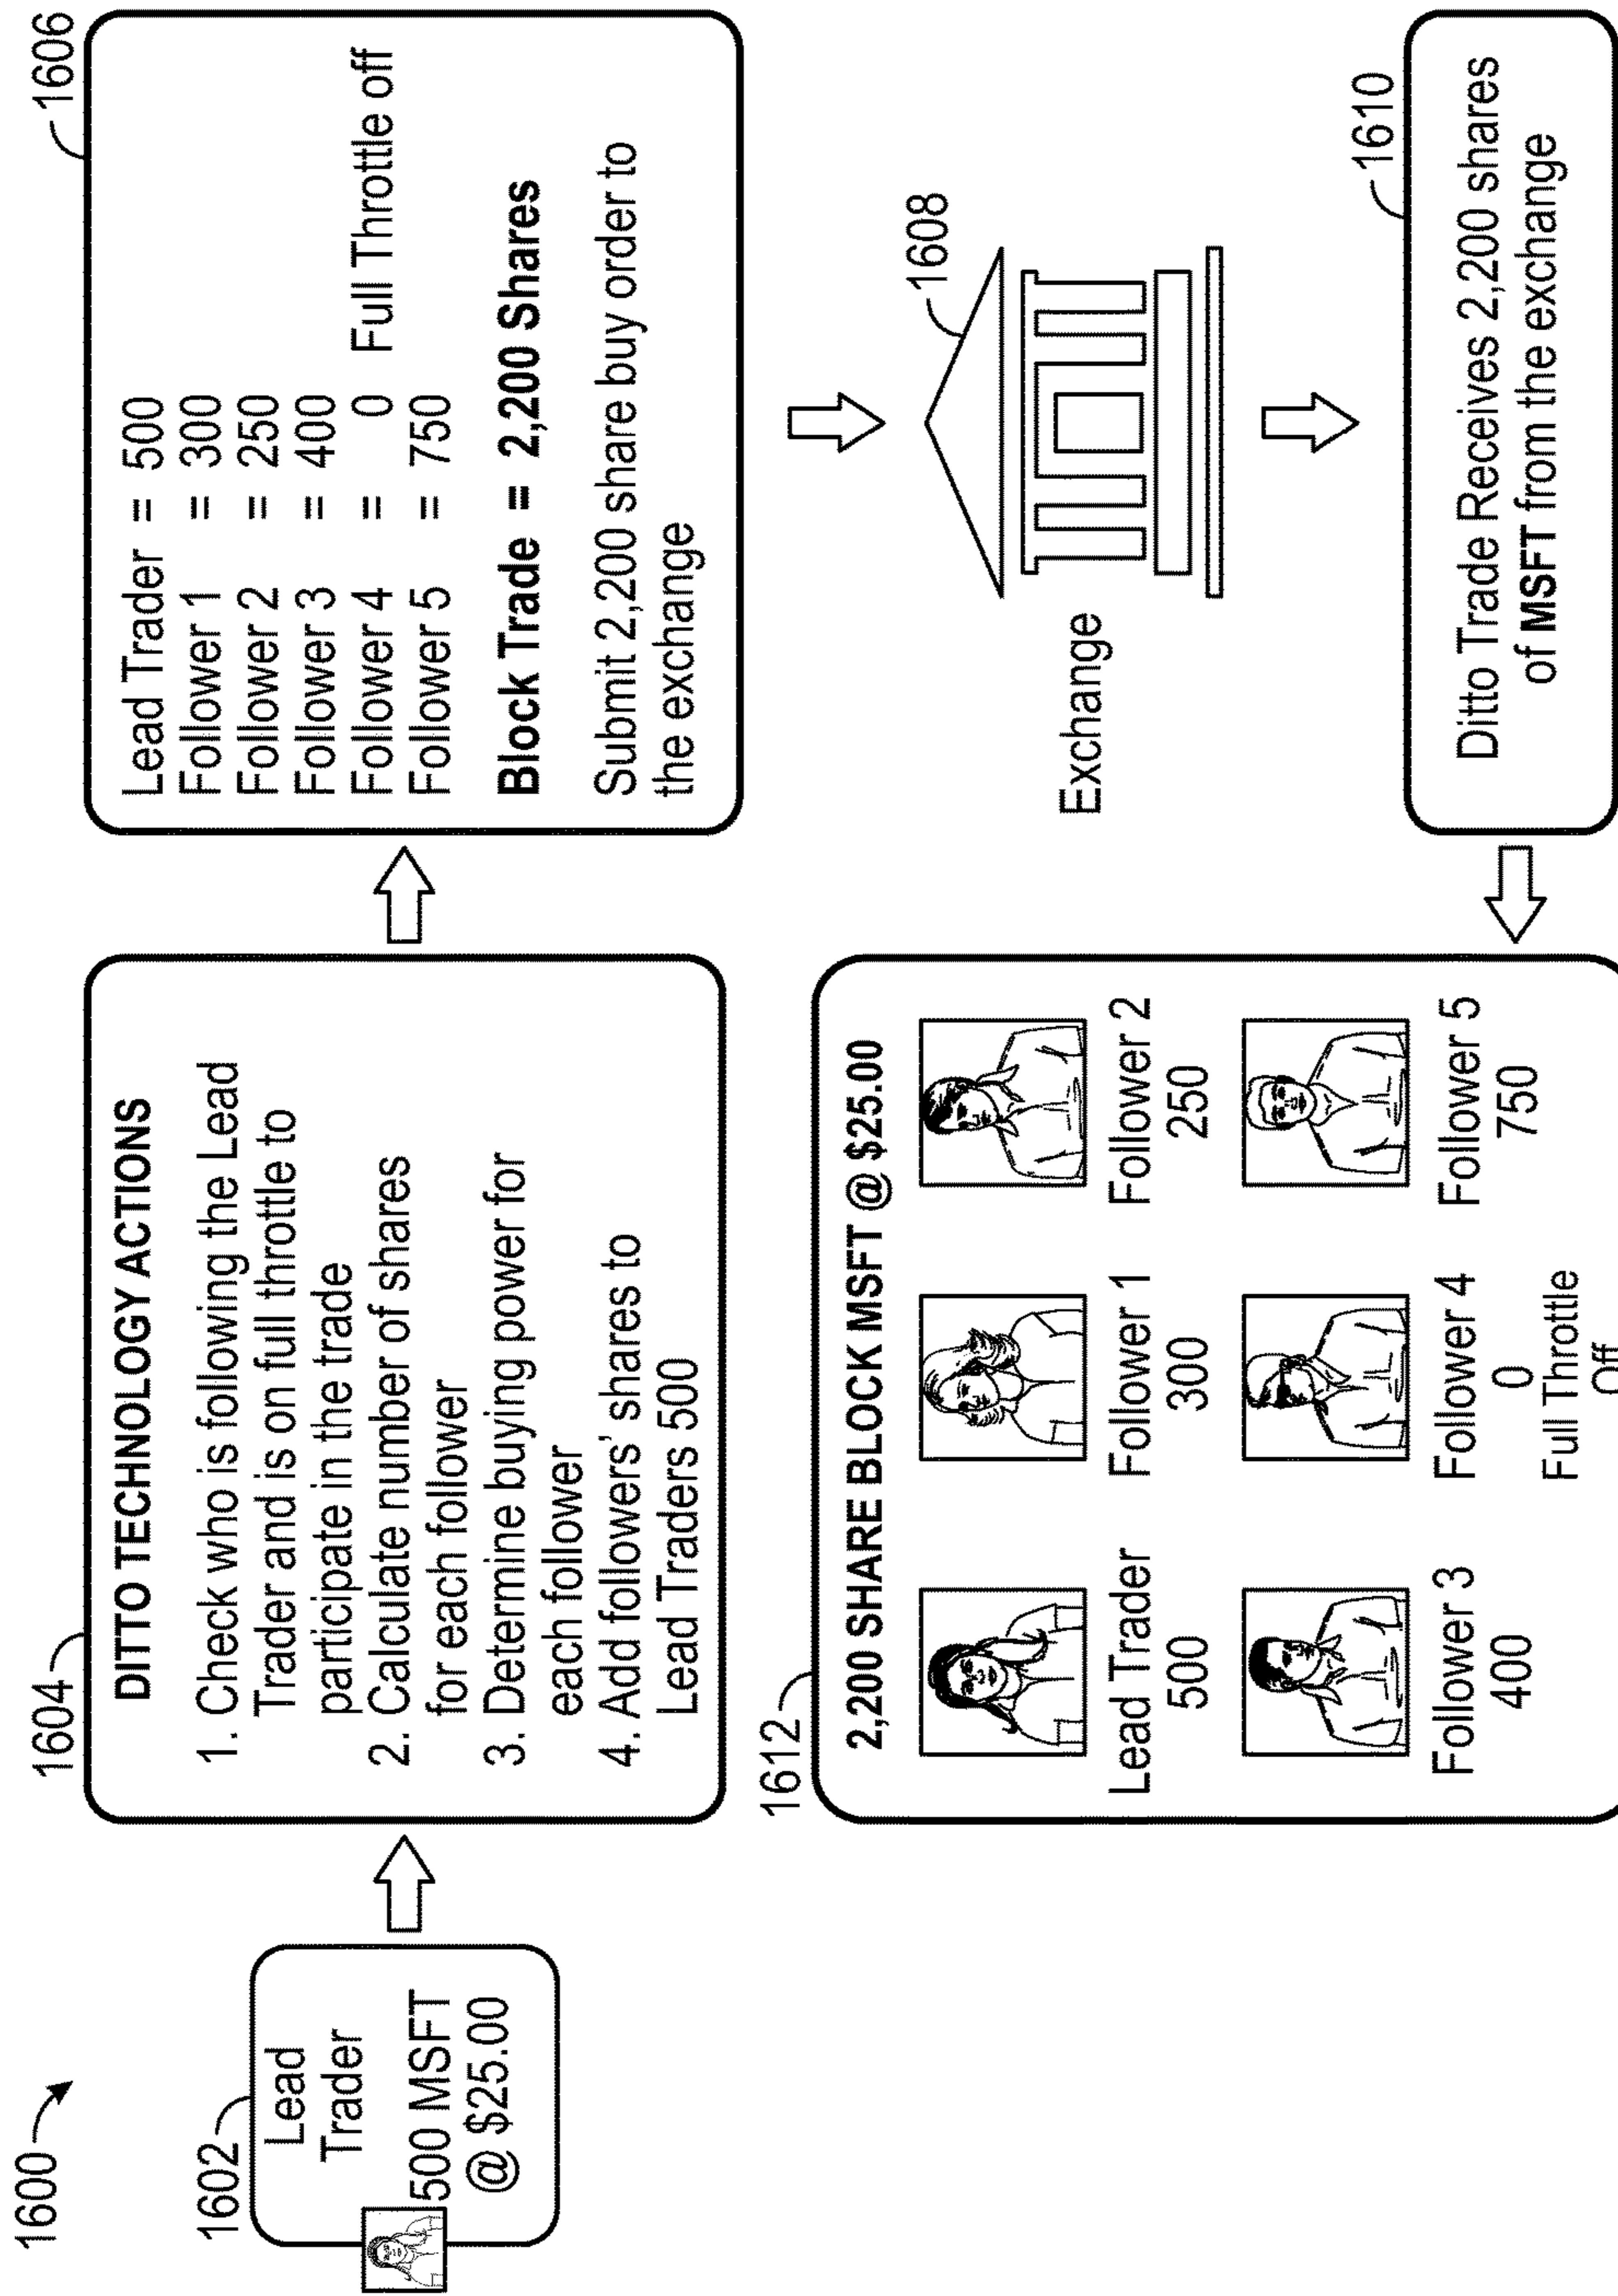 1600
1602
Lead
Trader
500 MSFT
@ $25.00
1604
DITTO TECHNOLOGY ACTIONS
1. Check who is following the Lead
Trader and is on full throttle to
participate in the trade
2. Calculate number of shares
for each follower
3. Determine buying power for
each follower
4. Add followers' shares to
Lead Traders 500
1606
Lead Trader = 500
Follower 1 = 300
Follower 2 = 250
Follower 3 = 400
Follower 4 = 0 Full Throttle off
Follower 5 = 750
Block Trade = 2,200 Shares
Submit 2,200 share buy order to
the exchange
1608
Exchange
1610
Ditto Trade Receives 2,200 shares
of MSFT from the exchange
1612
2,200 SHARE BLOCK MSFT @ $25.00
Lead Trader
500
Follower 1
300
Follower 2
250
Follower 3
400
Follower 4
0
Full Throttle
Off
Follower 5
750